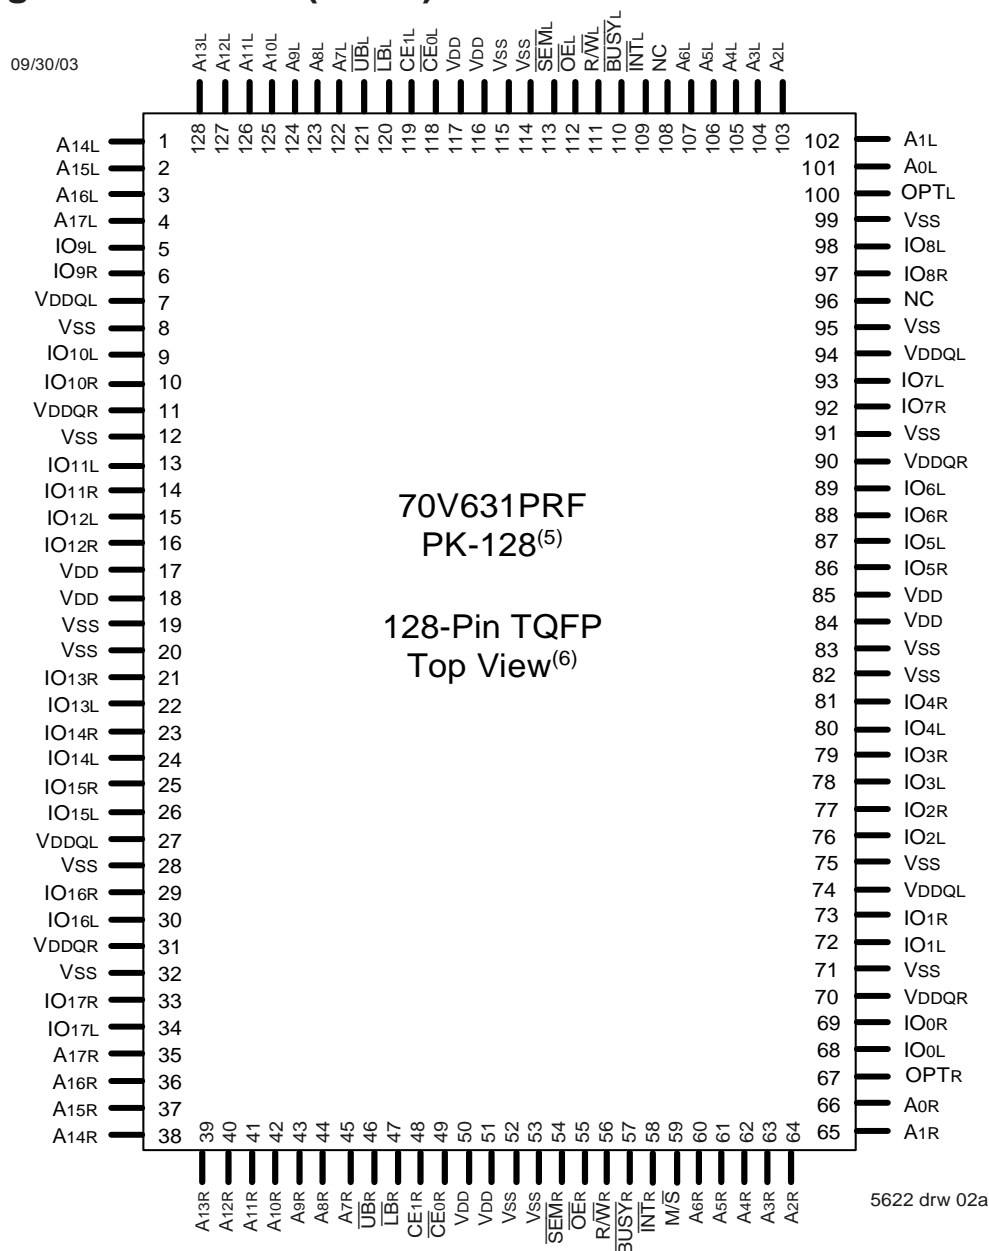 09/30/03
A13L A12L A11L A10L A9L A8L A7L UBL LBL CE1L CE0L VDD VDD VSS VSS SEML OEL R/WL BUSYL INTL NC A6L A5L A4L A3L A2L
128 127 126 125 124 123 122 121 120 119 118 117 116 115 114 113 112 111 110 109 108 107 106 105 104 103
A14L 1
A15L 2
A16L 3
A17L 4
IO9L 5
IO9R 6
VDDQL 7
VSS 8
IO10L 9
IO10R 10
VDDQR 11
VSS 12
IO11L 13
IO11R 14
IO12L 15
IO12R 16
VDD 17
VDD 18
VSS 19
VSS 20
IO13R 21
IO13L 22
IO14R 23
IO14L 24
IO15R 25
IO15L 26
VDDQL 27
VSS 28
IO16R 29
IO16L 30
VDDQR 31
VSS 32
IO17R 33
IO17L 34
A17R 35
A16R 36
A15R 37
A14R 38
70V631PRF
PK-128(5)
128-Pin TQFP
Top View(6)
102 A1L
101 A0L
100 OPTL
99 VSS
98 IO8L
97 IO8R
96 NC
95 VSS
94 VDDQL
93 IO7L
92 IO7R
91 VSS
90 VDDQR
89 IO6L
88 IO6R
87 IO5L
86 IO5R
85 VDD
84 VDD
83 VSS
82 VSS
81 IO4R
80 IO4L
79 IO3R
78 IO3L
77 IO2R
76 IO2L
75 VSS
74 VDDQL
73 IO1R
72 IO1L
71 VSS
70 VDDQR
69 IO0R
68 IO0L
67 OPTR
66 A0R
65 A1R
39 40 41 42 43 44 45 46 47 48 49 50 51 52 53 54 55 56 57 58 59 60 61 62 63 64
A13R A12R A11R A10R A9R A8R A7R UBR LBR CE1R CE0R VDD VDD VSS VSS SEMR OER R/WR BUSYR INTR M/S A6R A5R A4R A3R A2R
5622 drw 02a